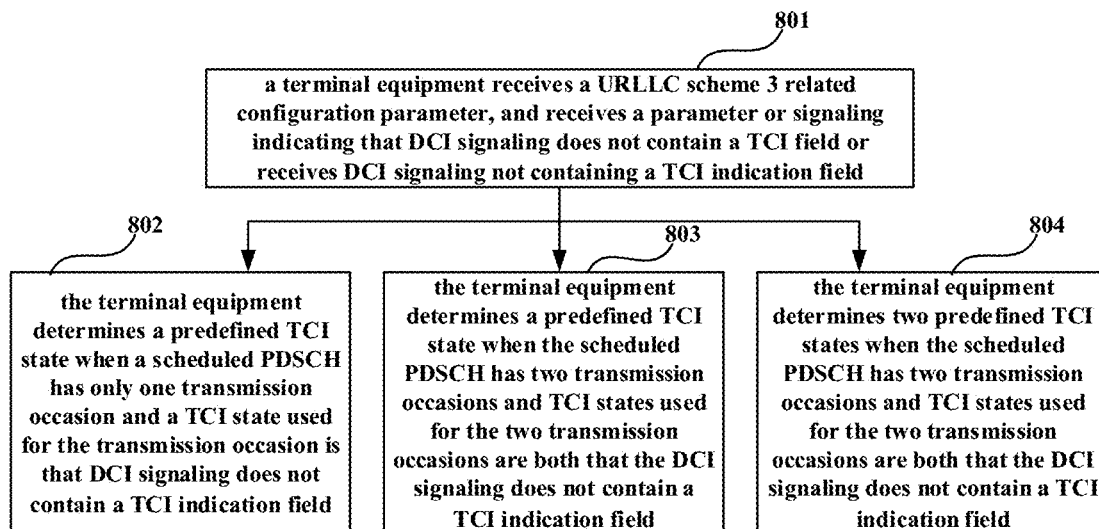 801
a terminal equipment receives a URLLC scheme 3 related
configuration parameter, and receives a parameter or signaling
indicating that DCI signaling does not contain a TCI field or
receives DCI signaling not containing a TCI indication field
802
the terminal equipment
determines a predefined TCI
state when a scheduled PDSCH
has only one transmission
occasion and a TCI state used
for the transmission occasion is
that DCI signaling does not
contain a TCI indication field
803
the terminal equipment
determines a predefined TCI
state when the scheduled
PDSCH has two transmission
occasions and TCI states used
for the two transmission
occasions are both that the DCI
signaling does not contain a
TCI indication field
804
the terminal equipment
determines two predefined TCI
states when the scheduled
PDSCH has two transmission
occasions and TCI states used
for the two transmission
occasions are both that the DCI
signaling does not contain a TCI
indication field